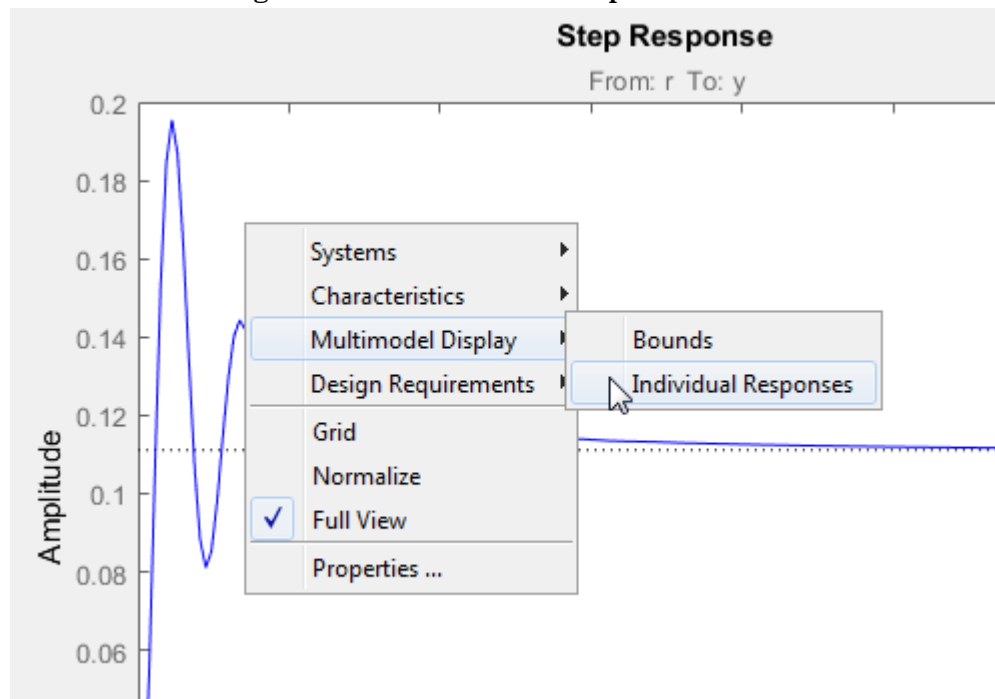 Step Response
From: r To: y
0.2
0.18
0.16
0.14
0.12
0.1
0.08
0.06
Amplitude
Systems
Characteristics
Multimodel Display
Design Requirements
Grid
Normalize
Full View
Properties ...
Bounds
Individual Responses